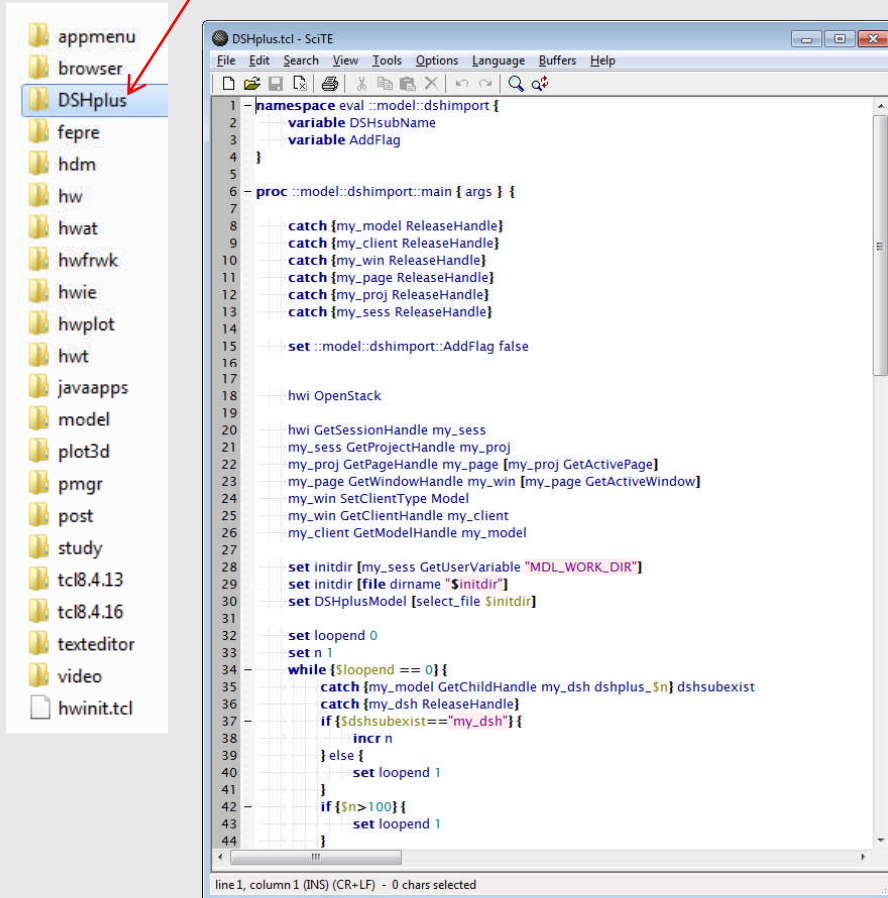 appmenu
browser
DSHplus
fepre
hdm
hw
hwat
hwfrwk
hwie
hwplot
hwt
javaapps
model
plot3d
pmgr
post
study
tcl8.4.13
tcl8.4.16
texteditor
video
hwinit.tcl
DSHplus.tcl - SciTE
File Edit Search View Tools Options Language Buffers Help
1 namespace eval ::model::dshimport {
2 variable DSHsubName
3 variable AddFlag
4 }
5
6 proc ::model::dshimport::main { args } {
7
8 catch {my_model ReleaseHandle}
9 catch {my_client ReleaseHandle}
10 catch {my_win ReleaseHandle}
11 catch {my_page ReleaseHandle}
12 catch {my_proj ReleaseHandle}
13 catch {my_sess ReleaseHandle}
14
15 set ::model::dshimport::AddFlag false
16
17
18 hwi OpenStack
19
20 hwi GetSessionHandle my_sess
21 my_sess GetProjectHandle my_proj
22 my_proj GetPageHandle my_page [my_proj GetActivePage]
23 my_page GetWindowHandle my_win [my_page GetActiveWindow]
24 my_win SetClientType Model
25 my_win GetClientHandle my_client
26 my_client GetModelHandle my_model
27
28 set initdir [my_sess GetUserVariable "MDL_WORK_DIR"]
29 set initdir [file dirname "$initdir"]
30 set DSHplusModel [select_file $initdir]
31
32 set loopend 0
33 set n 1
34 while {$loopend == 0} {
35 catch {my_model GetChildHandle my_dsh dshplus_$n} dshsubexist
36 catch {my_dsh ReleaseHandle}
37 if {$dshsubexist=="my_dsh"} {
38 incr n
39 } else {
40 set loopend 1
41 }
42 if {$n>100} {
43 set loopend 1
44 }
line 1, column 1 (INS) (CR+LF) - 0 chars selected